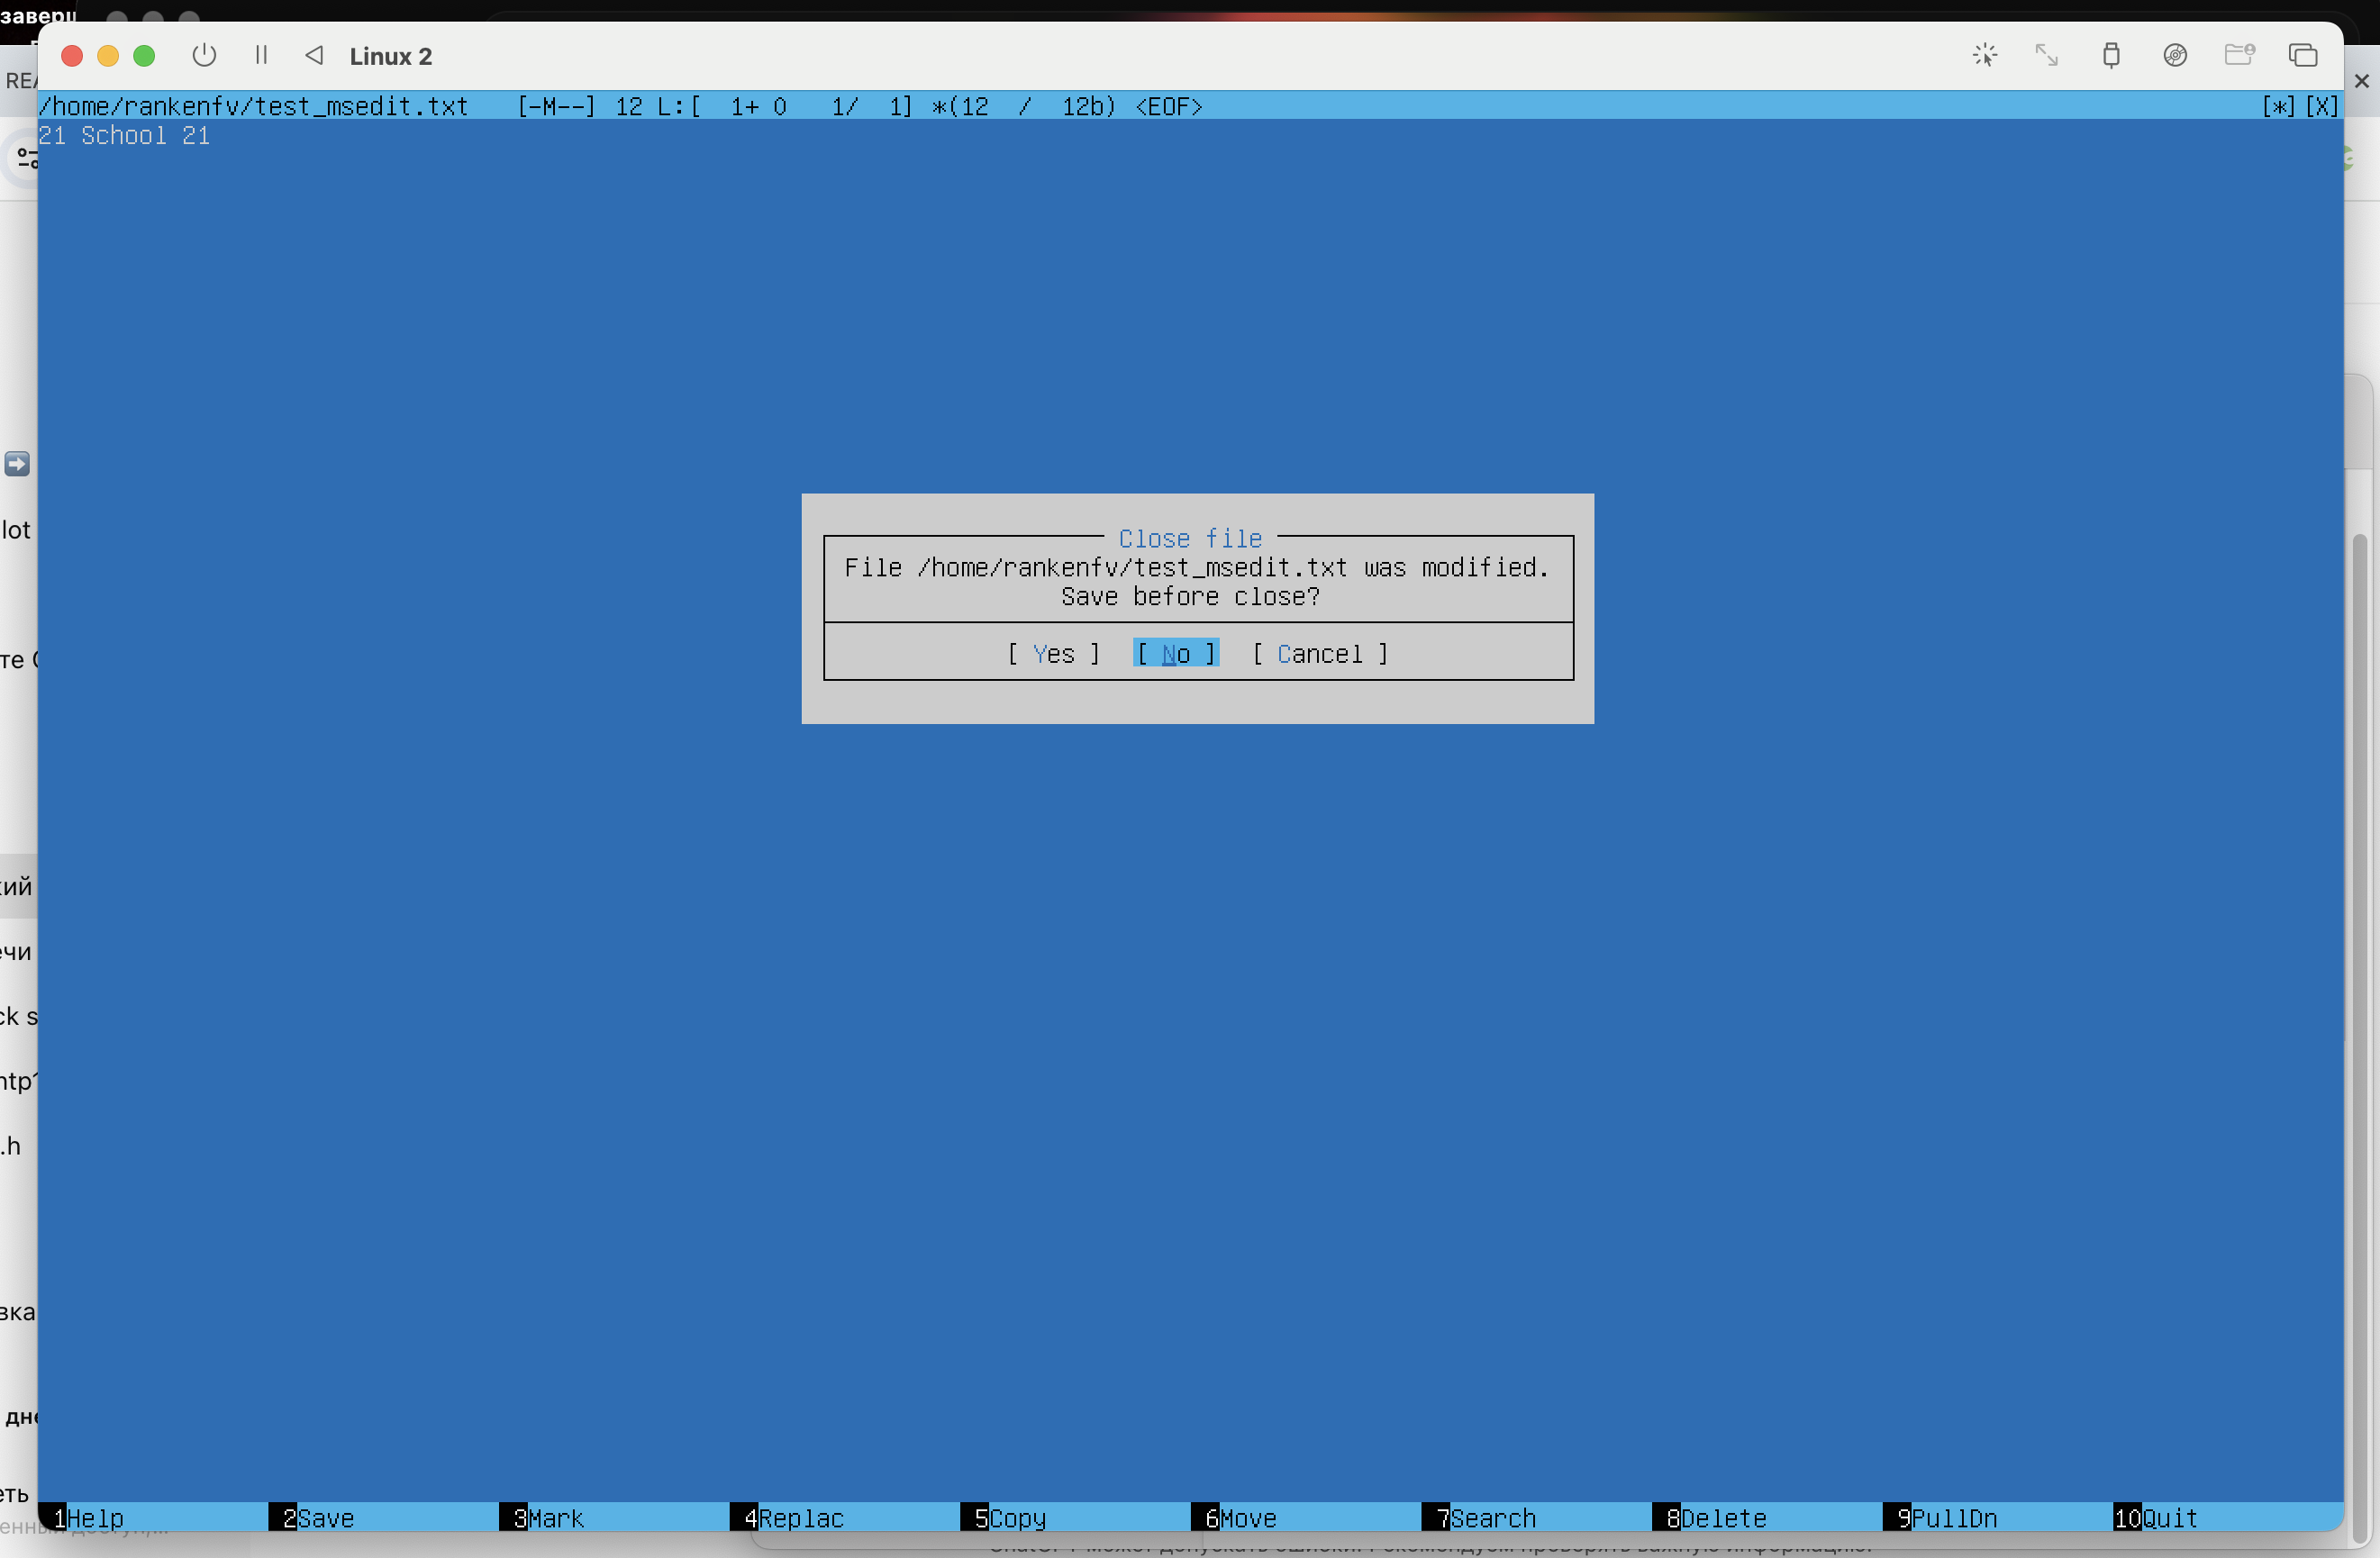 Linux 2
/home/rankenfv/test_msedit.txt [-M--] 12 L:[ 1+ 0 1/ 1] *(12 / 12b) <EOF> [*][X]
21 School 21
Close file
File /home/rankenfv/test_msedit.txt was modified.
Save before close?
[ Yes ] [ No ] [ Cancel ]
1Help 2Save 3Mark 4Replac 5Copy 6Move 7Search 8Delete 9PullDn 10Quit